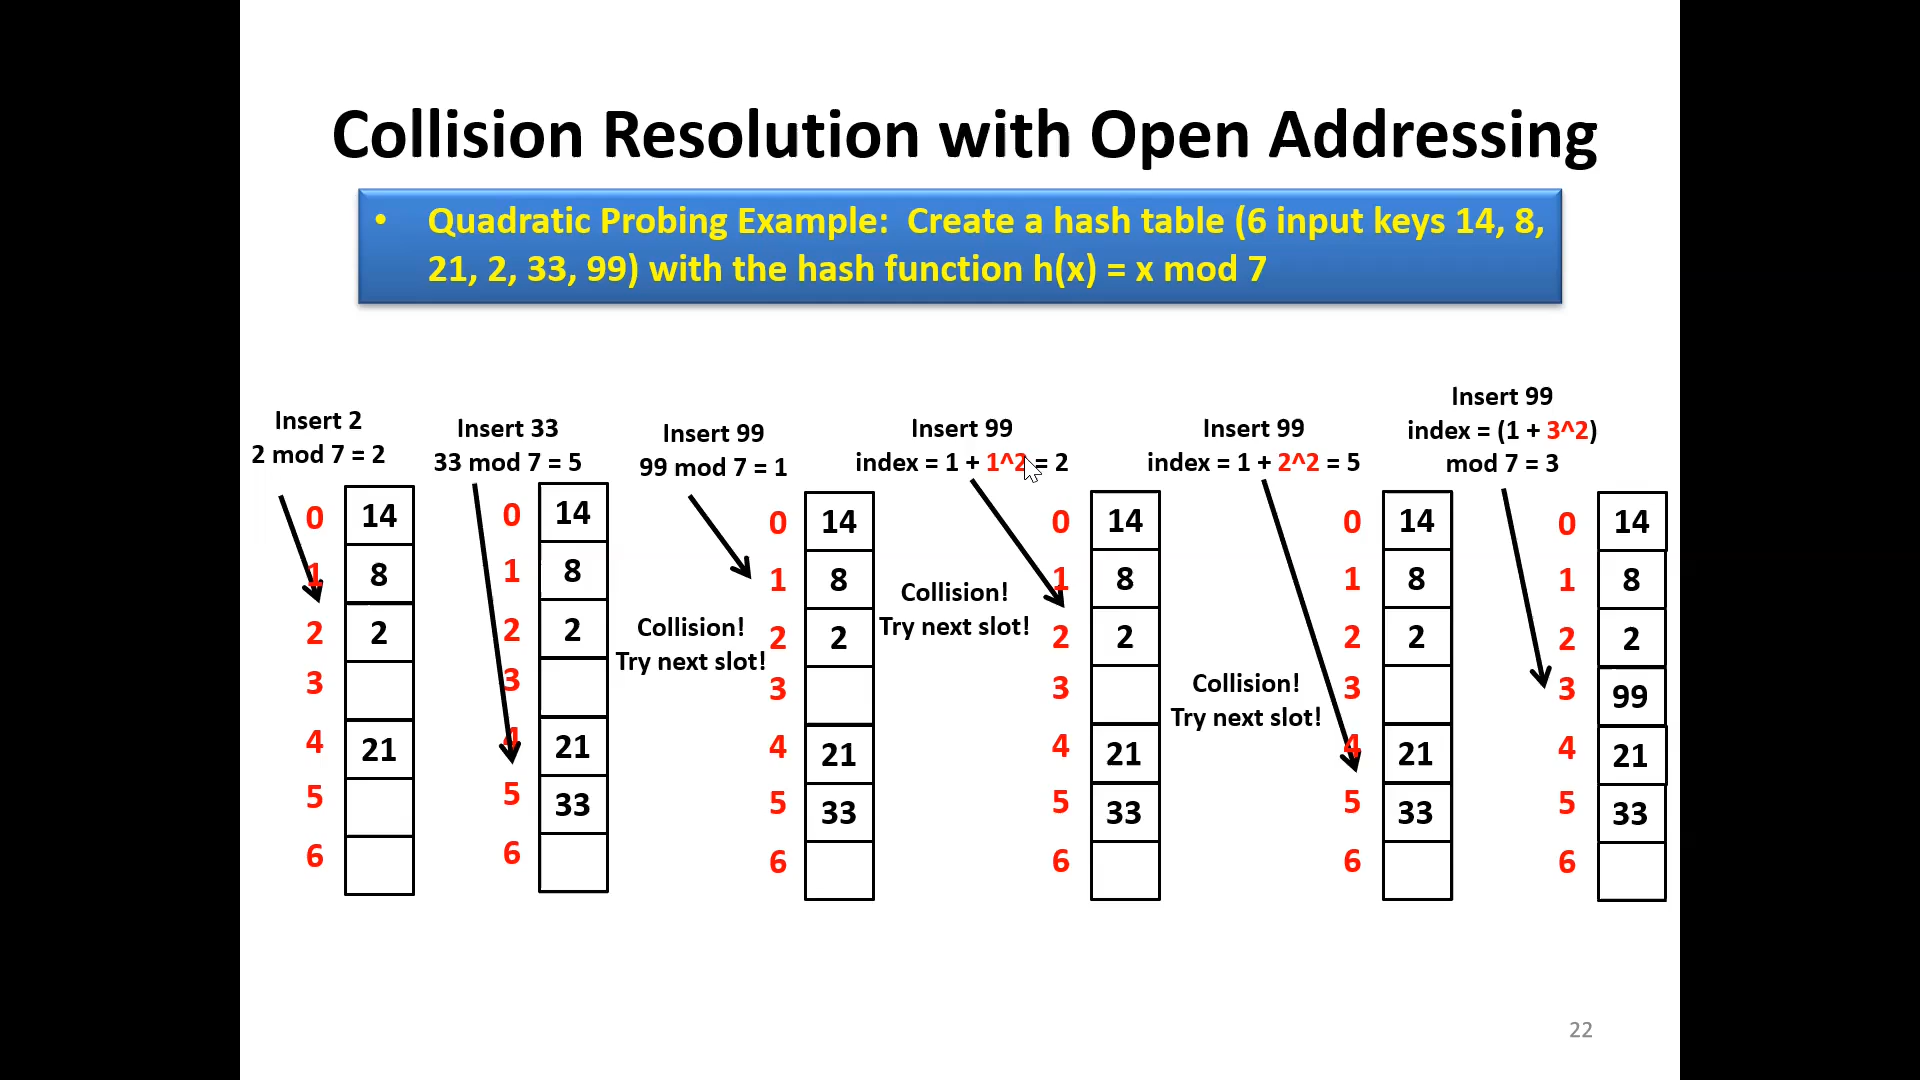 Collision Resolution with Open Addressing
• Quadratic Probing Example:  Create a hash table (6 input keys 14, 8,
21, 2, 33, 99) with the hash function h(x) = x mod 7
Insert 2
2 mod 7 = 2
0 14
1 8
2 2
3
4 21
5
6
Insert 33
33 mod 7 = 5
0 14
1 8
2 2
3
4 21
5 33
6
Insert 99
99 mod 7 = 1
Collision!
Try next slot!
0 14
1 8
2 2
3
4 21
5 33
6
Insert 99
index = 1 + 1^2 = 2
Collision!
Try next slot!
0 14
1 8
2 2
3
4 21
5 33
6
Insert 99
index = 1 + 2^2 = 5
Collision!
Try next slot!
0 14
1 8
2 2
3
4 21
5 33
6
Insert 99
index = (1 + 3^2)
mod 7 = 3
0 14
1 8
2 2
3 99
4 21
5 33
6
22